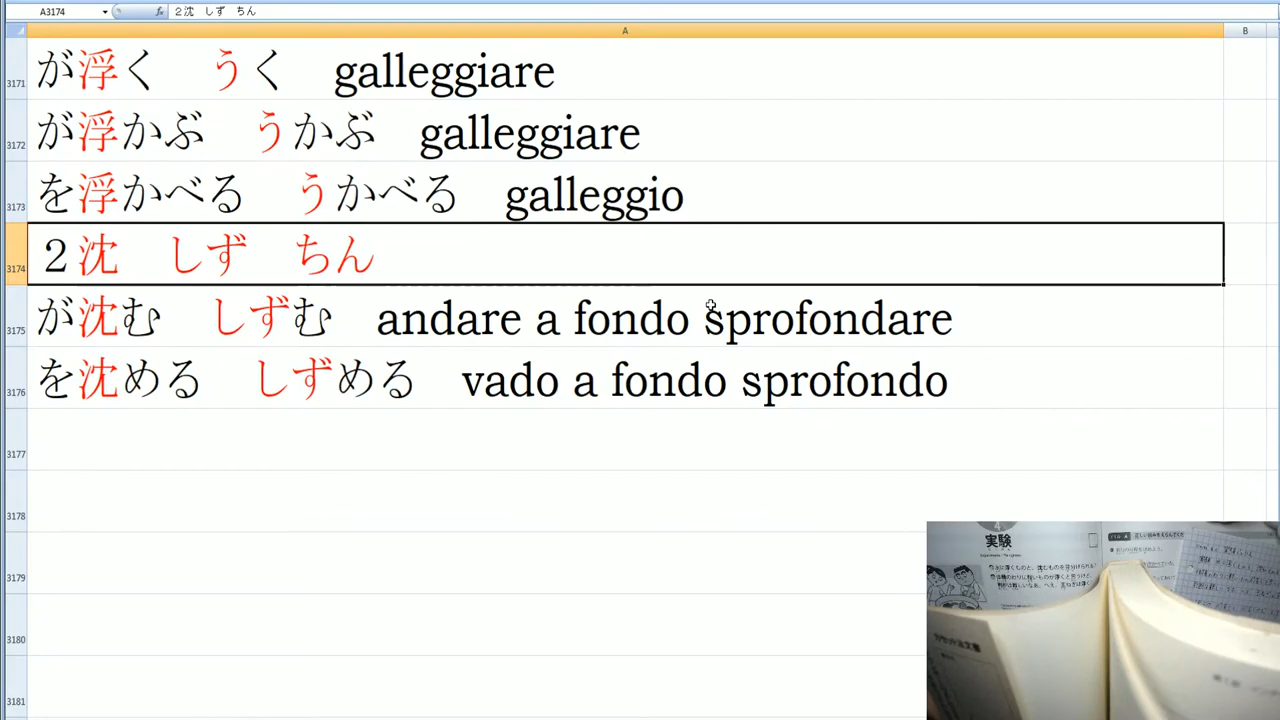 A3174 fx 2沈 しず ちん
A B
3171 が浮く うく galleggiare
3172 が浮かぶ うかぶ galleggiare
3173 を浮かべる うかべる galleggio
3174 2沈 しず ちん
3175 が沈む しずむ andare a fondo sprofondare
3176 を沈める しずめる vado a fondo sprofondo
3177
3178
3179
3180
3181
4
実験